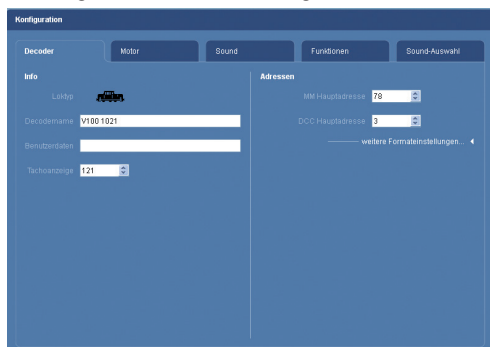 Konfiguration
Decoder
Motor
Sound
Funktionen
Sound-Auswahl
Info
Loktyp
Decodername V100 1021
Benutzerdaten
Tachoanzeige 121
Adressen
MM Hauptadresse 78
DCC Hauptadresse 3
weitere Formateinstellungen...